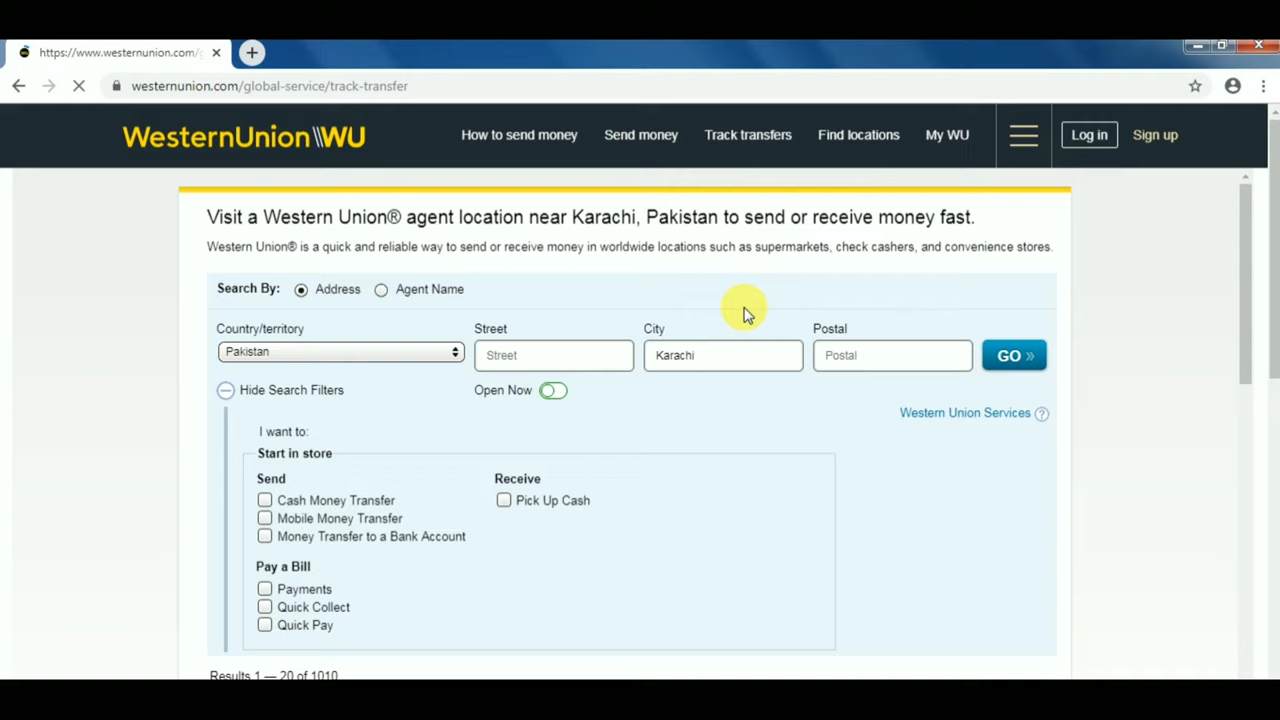 https://www.westernunion.com/g
westernunion.com/global-service/track-transfer
WesternUnion \\WU
How to send money
Send money
Track transfers
Find locations
My WU
Log in
Sign up
Visit a Western Union® agent location near Karachi, Pakistan to send or receive money fast.
Western Union® is a quick and reliable way to send or receive money in worldwide locations such as supermarkets, check cashers, and convenience stores.
Search By: Address Agent Name
Country/territory Street City Postal
Pakistan Street Karachi Postal GO »
Hide Search Filters Open Now
Western Union Services ?
I want to:
Start in store
Send Receive
Cash Money Transfer Pick Up Cash
Mobile Money Transfer
Money Transfer to a Bank Account
Pay a Bill
Payments
Quick Collect
Quick Pay
Results 1 — 20 of 1010